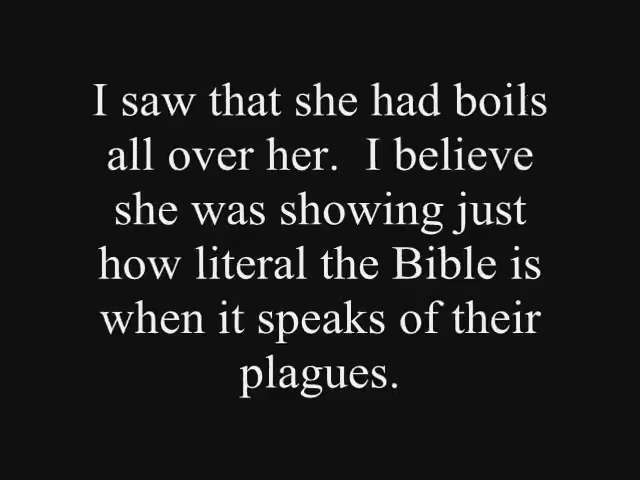 I saw that she had boils
all over her.  I believe
she was showing just
how literal the Bible is
when it speaks of their
plagues.